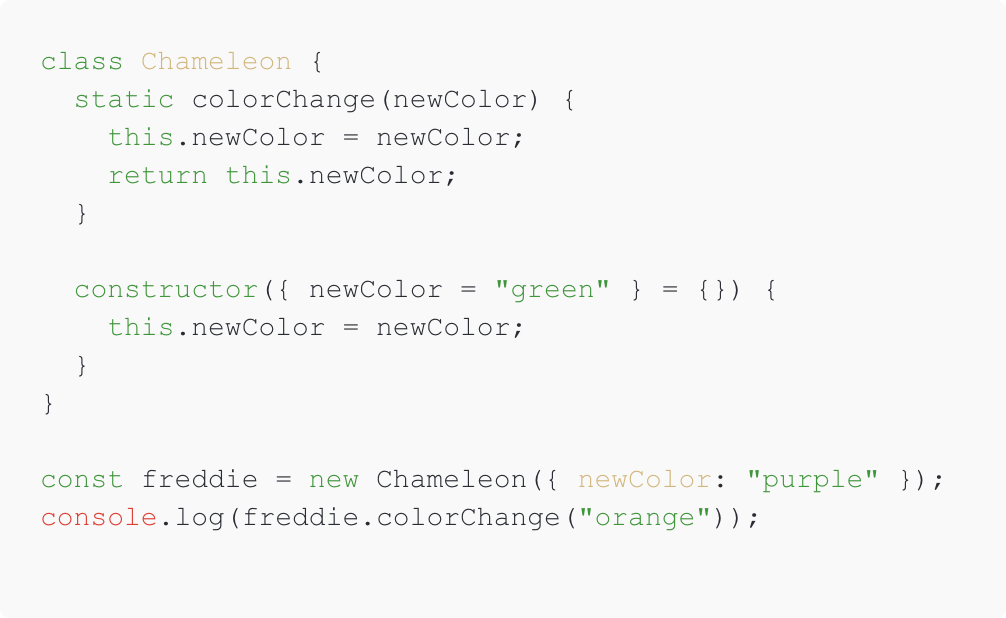 class Chameleon {
  static colorChange(newColor) {
    this.newColor = newColor;
    return this.newColor;
  }

  constructor({ newColor = "green" } = {}) {
    this.newColor = newColor;
  }
}

const freddie = new Chameleon({ newColor: "purple" });
console.log(freddie.colorChange("orange"));